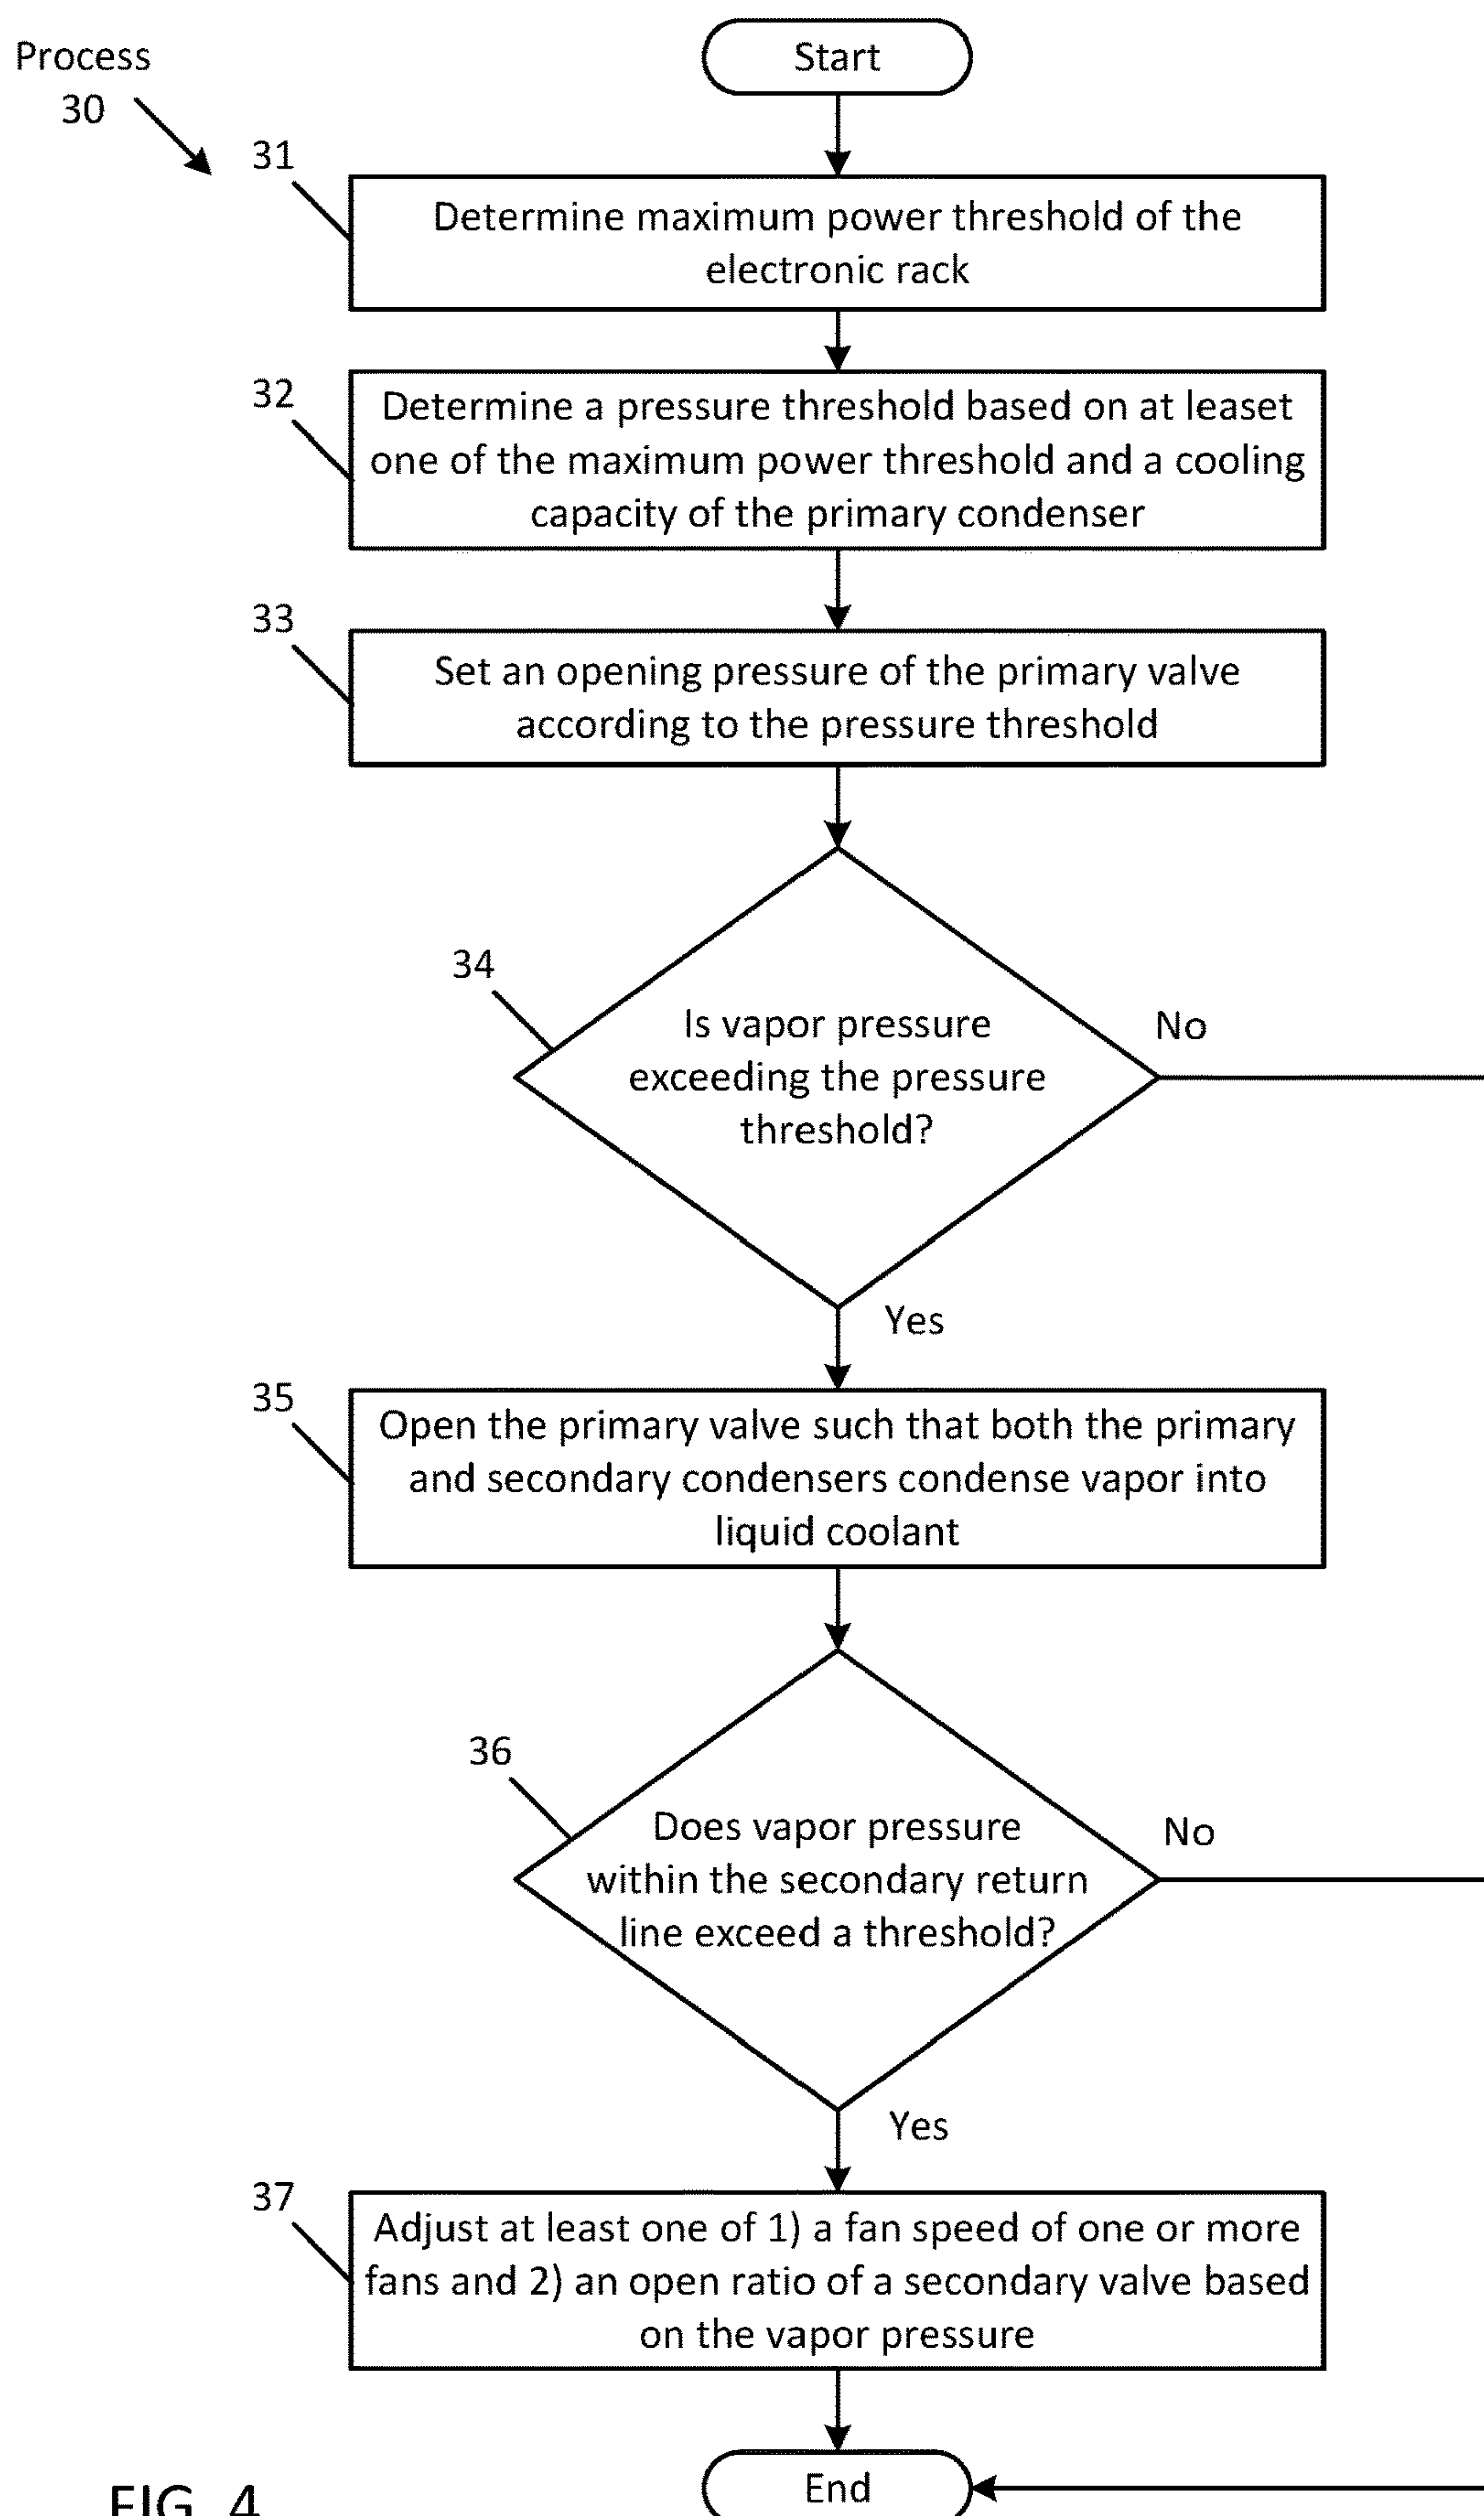 Process
30
Start
31
Determine maximum power threshold of the
electronic rack
32
Determine a pressure threshold based on at leaset
one of the maximum power threshold and a cooling
capacity of the primary condenser
33
Set an opening pressure of the primary valve
according to the pressure threshold
34
Is vapor pressure
exceeding the pressure
threshold?
No
Yes
35
Open the primary valve such that both the primary
and secondary condensers condense vapor into
liquid coolant
36
Does vapor pressure
within the secondary return
line exceed a threshold?
No
Yes
37
Adjust at least one of 1) a fan speed of one or more
fans and 2) an open ratio of a secondary valve based
on the vapor pressure
End
FIG. 4